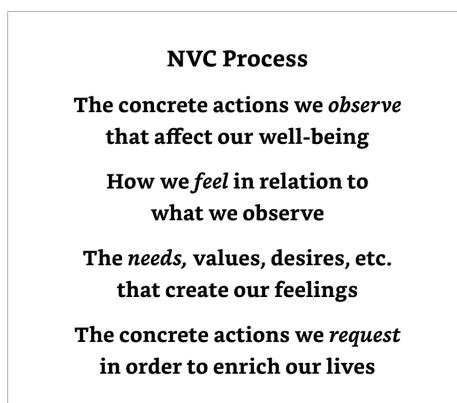 NVC Process
The concrete actions we observe
that affect our well-being
How we feel in relation to
what we observe
The needs, values, desires, etc.
that create our feelings
The concrete actions we request
in order to enrich our lives